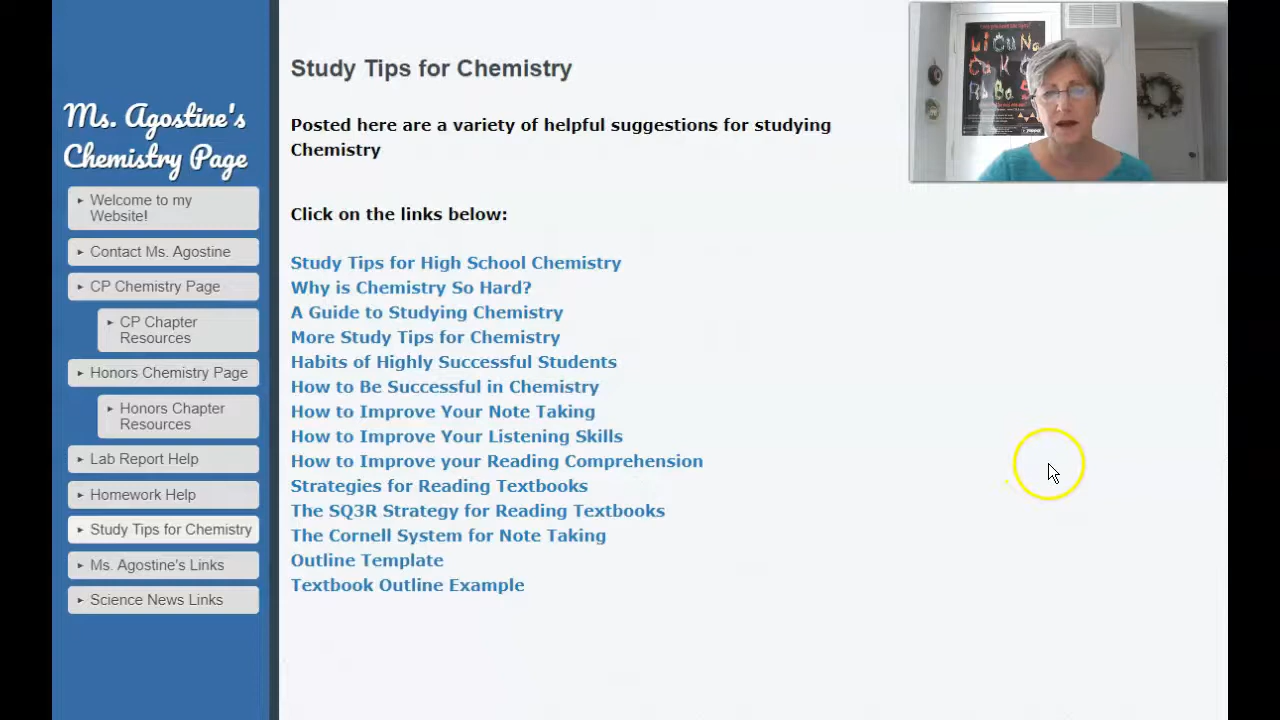 Ms. Agostine's
Chemistry Page
Welcome to my
Website!
Contact Ms. Agostine
CP Chemistry Page
CP Chapter
Resources
Honors Chemistry Page
Honors Chapter
Resources
Lab Report Help
Homework Help
Study Tips for Chemistry
Ms. Agostine's Links
Science News Links
Study Tips for Chemistry
Posted here are a variety of helpful suggestions for studying
Chemistry
Click on the links below:
Study Tips for High School Chemistry
Why is Chemistry So Hard?
A Guide to Studying Chemistry
More Study Tips for Chemistry
Habits of Highly Successful Students
How to Be Successful in Chemistry
How to Improve Your Note Taking
How to Improve Your Listening Skills
How to Improve your Reading Comprehension
Strategies for Reading Textbooks
The SQ3R Strategy for Reading Textbooks
The Cornell System for Note Taking
Outline Template
Textbook Outline Example
Li Cu Na
Ca K
Rb Ba